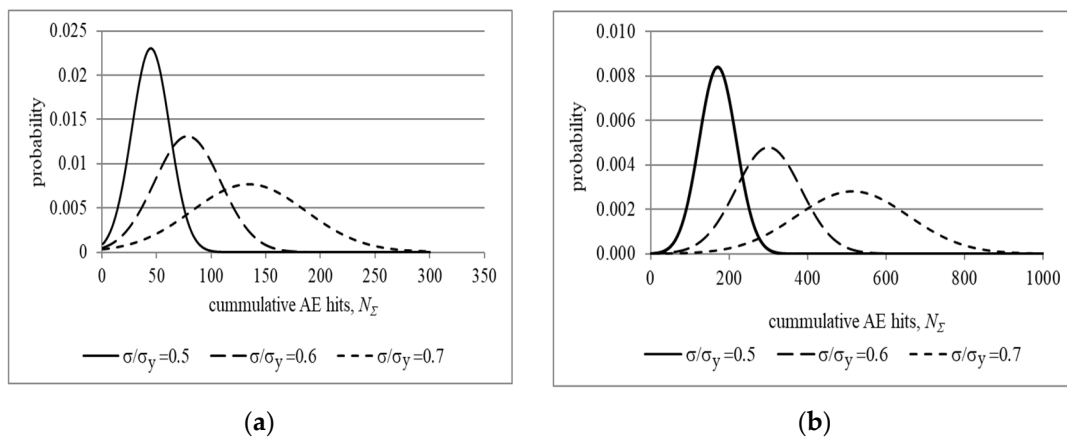 0.025
0.02
0.015
0.01
0.005
0
probability
0 50 100 150 200 250 300 350
cummulative AE hits, NΣ
σ/σy=0.5 σ/σy=0.6 σ/σy=0.7
(a)
0.010
0.008
0.006
0.004
0.002
0.000
probability
0 200 400 600 800 1000
cummulative AE hits, NΣ
σ/σy=0.5 σ/σy=0.6 σ/σy=0.7
(b)